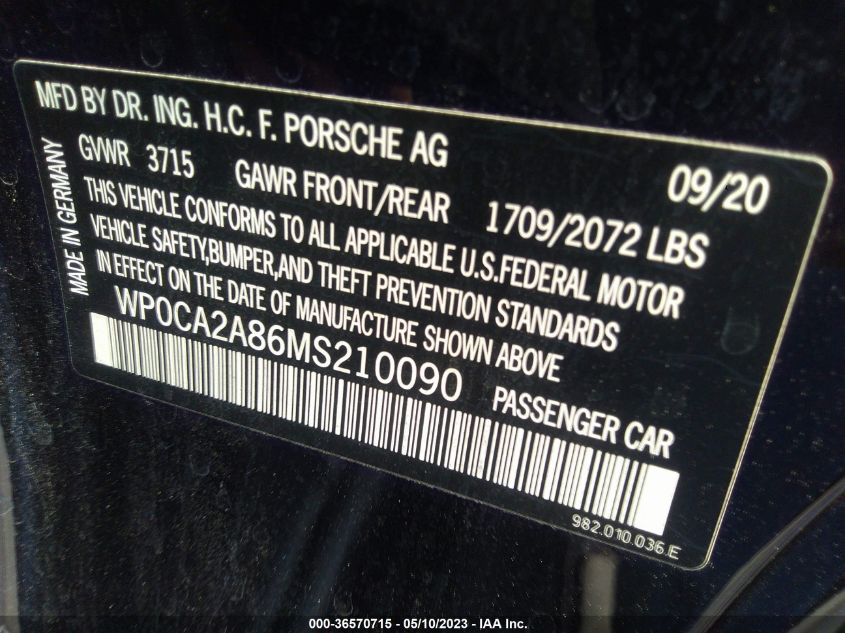 MFD BY DR. ING. H.C. F. PORSCHE AG 09/20
GVWR 3715 GAWR FRONT/REAR 1709/2072 LBS
THIS VEHICLE CONFORMS TO ALL APPLICABLE U.S.FEDERAL MOTOR
VEHICLE SAFETY,BUMPER,AND THEFT PREVENTION STANDARDS
IN EFFECT ON THE DATE OF MANUFACTURE SHOWN ABOVE
MADE IN GERMANY
WP0CA2A86MS210090 PASSENGER CAR
982.010.036.E
000-36570715 - 05/10/2023 - IAA Inc.